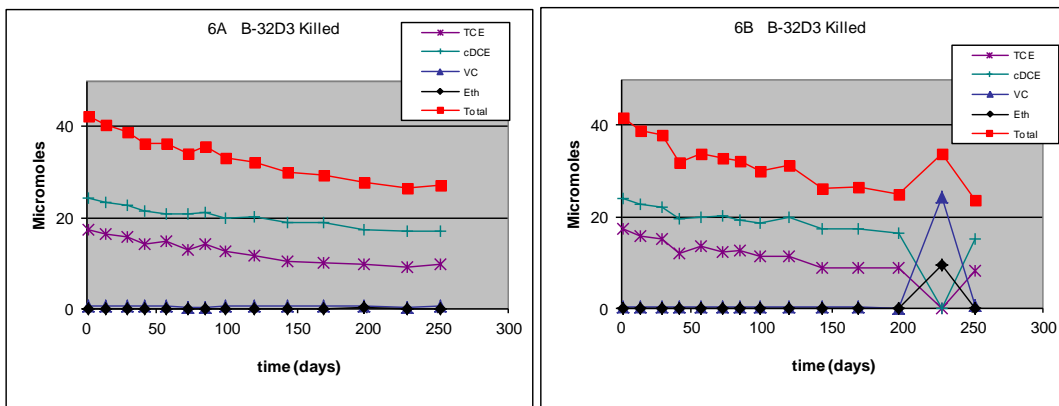 6A B-32D3 Killed
TCE
cDCE
VC
Eth
Total
Micromoles
40
20
0
0 50 100 150 200 250 300
time (days)
6B B-32D3 Killed
TCE
cDCE
VC
Eth
Total
Micromoles
40
20
0
0 50 100 150 200 250 300
time (days)